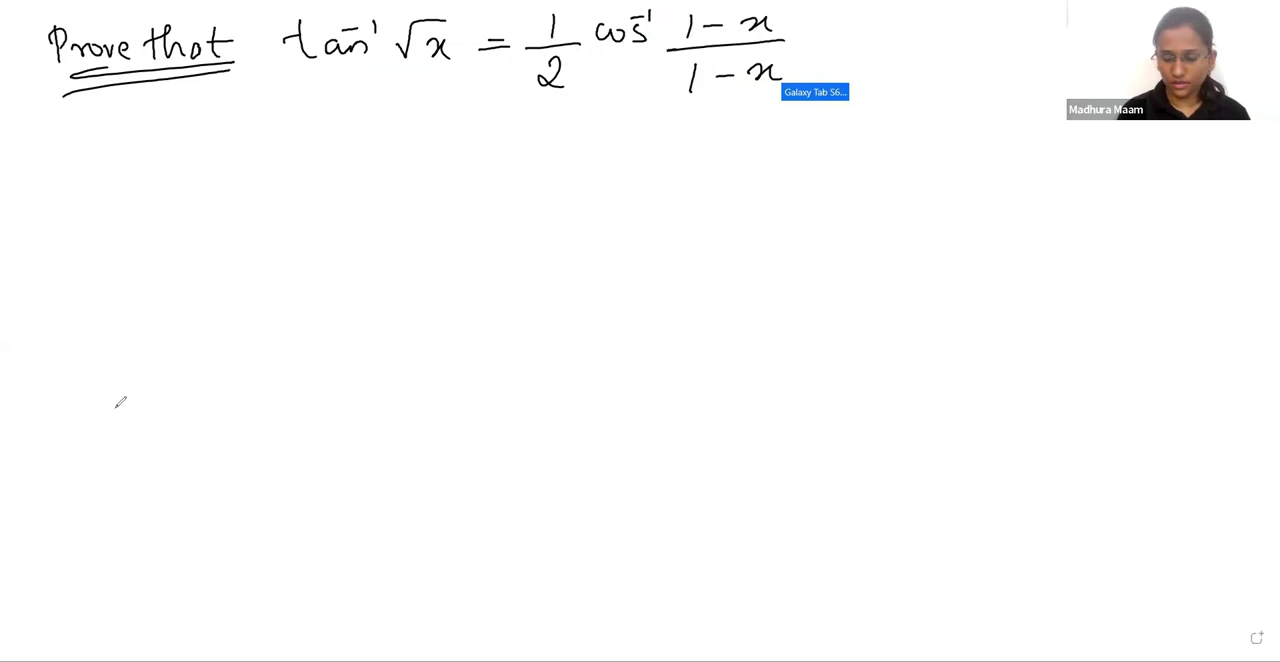 Prove that tan⁻¹ √x = 1/2 cos⁻¹ (1 - x)/(1 - x)
Galaxy Tab S6...
Madhura Maam